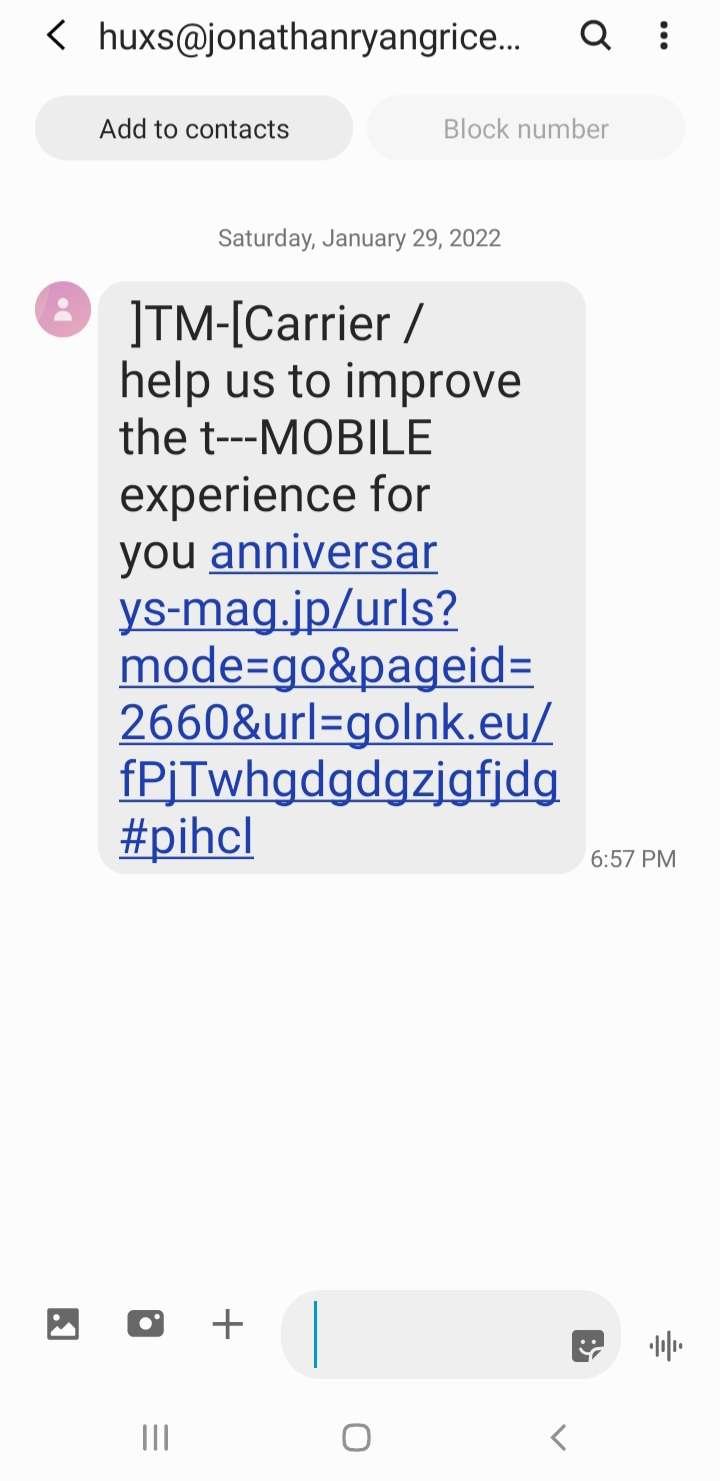 huxs@jonathanryangrice...
Add to contacts
Block number
Saturday, January 29, 2022
]TM-[Carrier /
help us to improve
the t---MOBILE
experience for
you anniversar
ys-mag.jp/urls?
mode=go&pageid=
2660&url=golnk.eu/
fPjTwhgdgdgzjgfjdg
#pihcl
6:57 PM